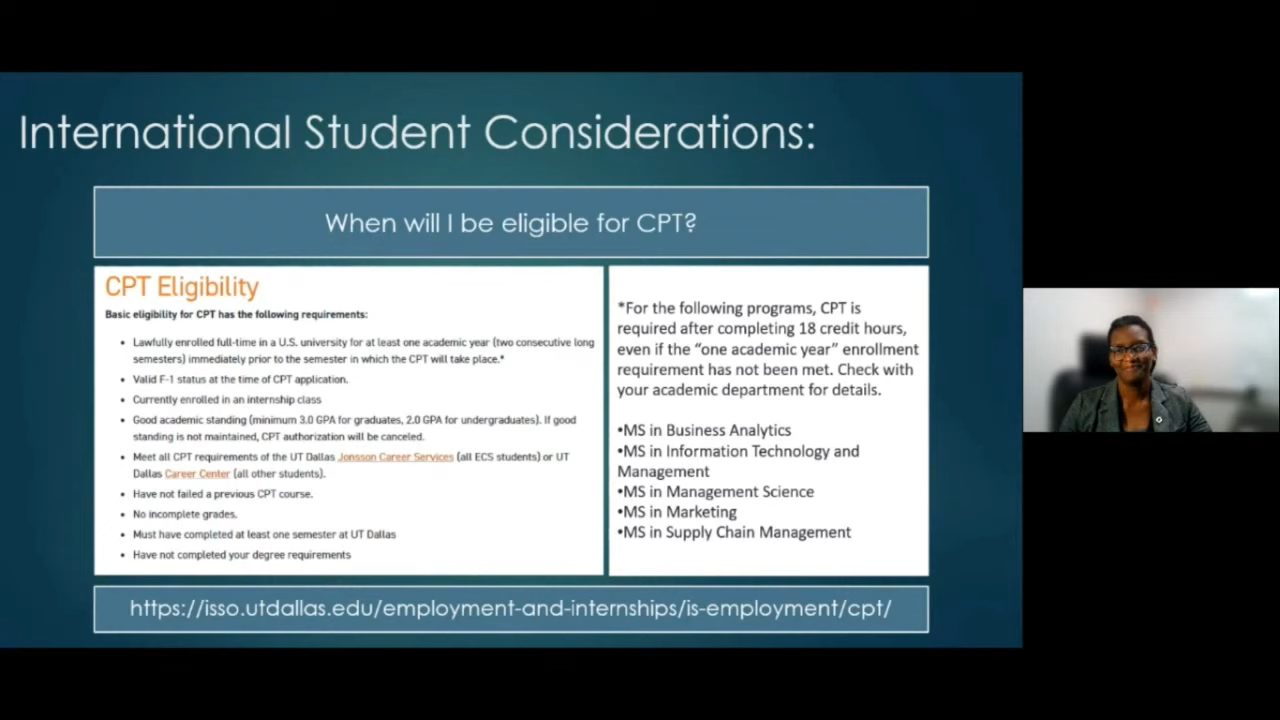 International Student Considerations:
When will I be eligible for CPT?
CPT Eligibility
Basic eligibility for CPT has the following requirements:
• Lawfully enrolled full-time in a U.S. university for at least one academic year (two consecutive long
semesters) immediately prior to the semester in which the CPT will take place.*
• Valid F-1 status at the time of CPT application.
• Currently enrolled in an internship class
• Good academic standing (minimum 3.0 GPA for graduates, 2.0 GPA for undergraduates). If good
standing is not maintained, CPT authorization will be canceled.
• Meet all CPT requirements of the UT Dallas Jonsson Career Services (all ECS students) or UT
Dallas Career Center (all other students).
• Have not failed a previous CPT course.
• No incomplete grades.
• Must have completed at least one semester at UT Dallas
• Have not completed your degree requirements
*For the following programs, CPT is
required after completing 18 credit hours,
even if the “one academic year” enrollment
requirement has not been met. Check with
your academic department for details.
•MS in Business Analytics
•MS in Information Technology and
Management
•MS in Management Science
•MS in Marketing
•MS in Supply Chain Management
https://isso.utdallas.edu/employment-and-internships/is-employment/cpt/